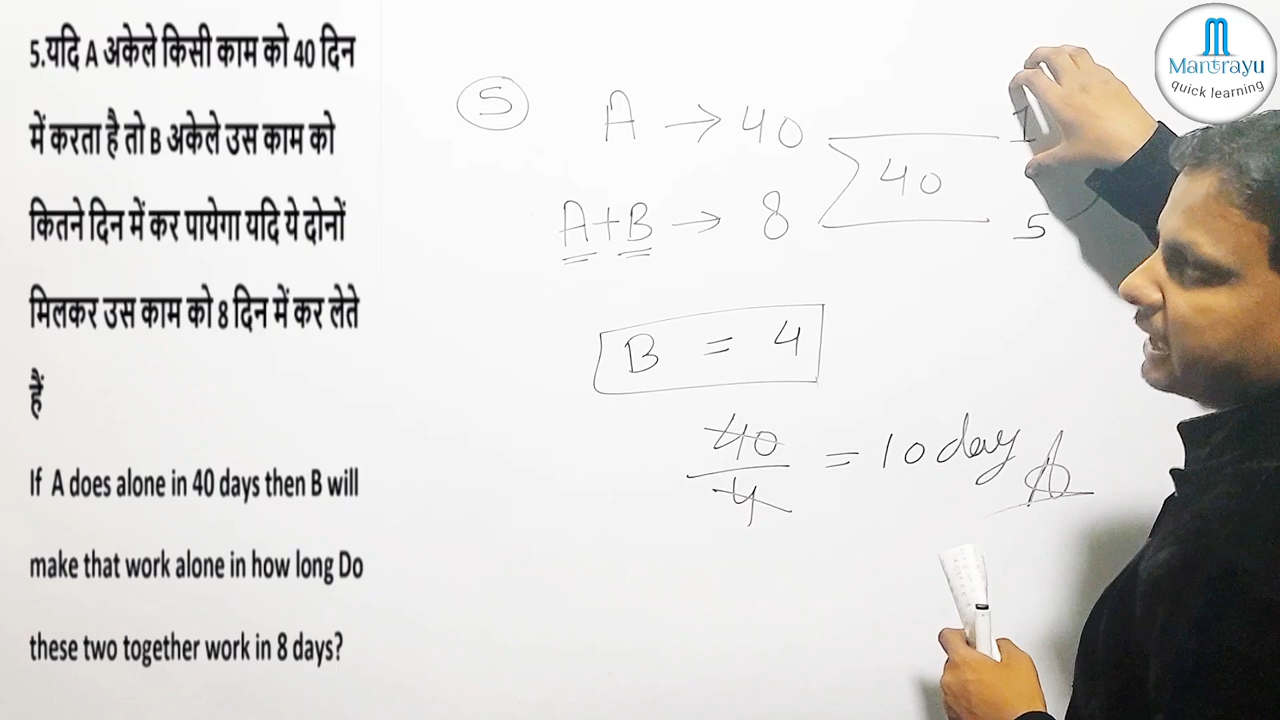 5.यदि A अकेले किसी काम को 40 दिन
में करता है तो B अकेले उस काम को
कितने दिन में कर पायेगा यदि ये दोनों
मिलकर उस काम को 8 दिन में कर लेते
हैं
If A does alone in 40 days then B will
make that work alone in how long Do
these two together work in 8 days?
5
A → 40
40
1
A+B → 8
5
B = 4
40/4 = 10 day A
Mantrayu
quick learning